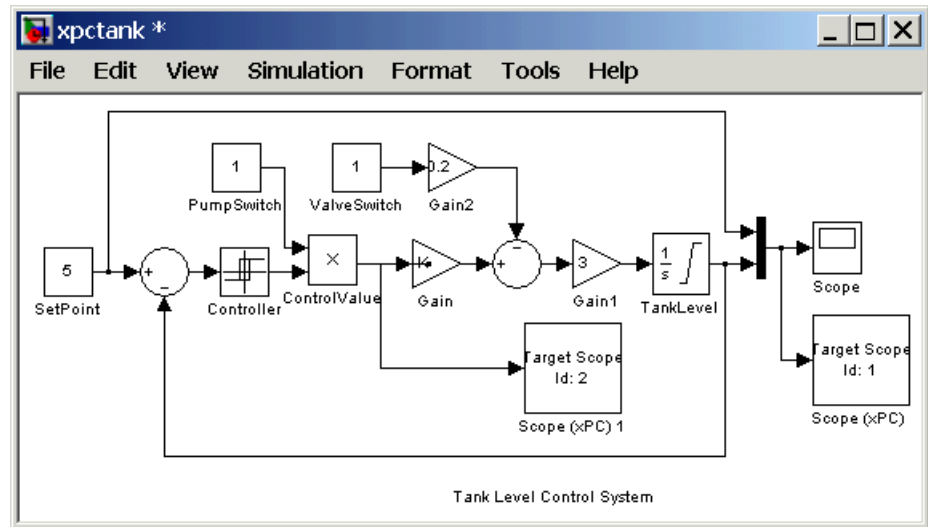 xpctank *
File Edit View Simulation Format Tools Help
1
PumpSwitch
1
ValveSwitch
0.2
Gain2
5
SetPoint
+
-
Controller
×
ControlValue
K
Gain
+
-
3
Gain1
1
s
TankLevel
Scope
Target Scope
Id: 2
Scope (xPC) 1
Target Scope
Id: 1
Scope (xPC)
Tank Level Control System